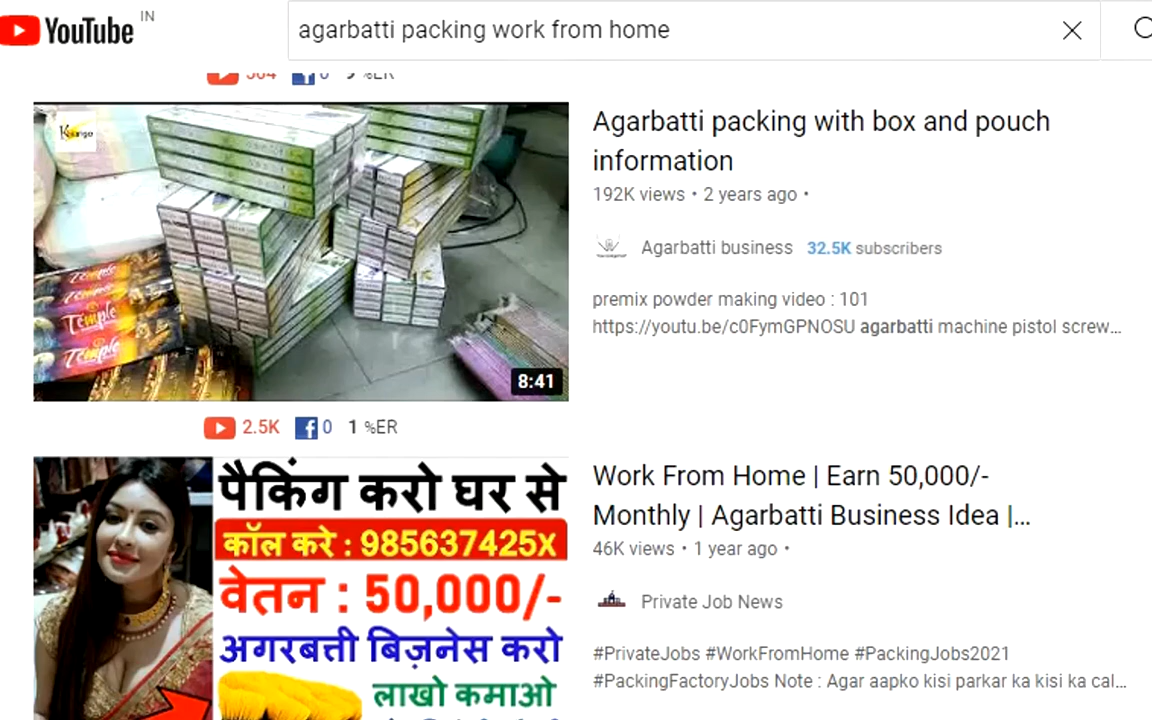 YouTube IN
agarbatti packing work from home
Agarbatti packing with box and pouch
information
192K views • 2 years ago •
Agarbatti business 32.5K subscribers
premix powder making video : 101
https://youtu.be/c0FymGPNOSU agarbatti machine pistol screw...
Temple
Temple
Temple
8:41
2.5K 0 1 %ER
पैकिंग करो घर से
कॉल करे : 985637425x
वेतन : 50,000/-
अगरबत्ती बिज़नेस करो
लाखो कमाओ
Work From Home | Earn 50,000/-
Monthly | Agarbatti Business Idea |...
46K views • 1 year ago •
Private Job News
#PrivateJobs #WorkFromHome #PackingJobs2021
#PackingFactoryJobs Note : Agar aapko kisi parkar ka kisi ka cal...